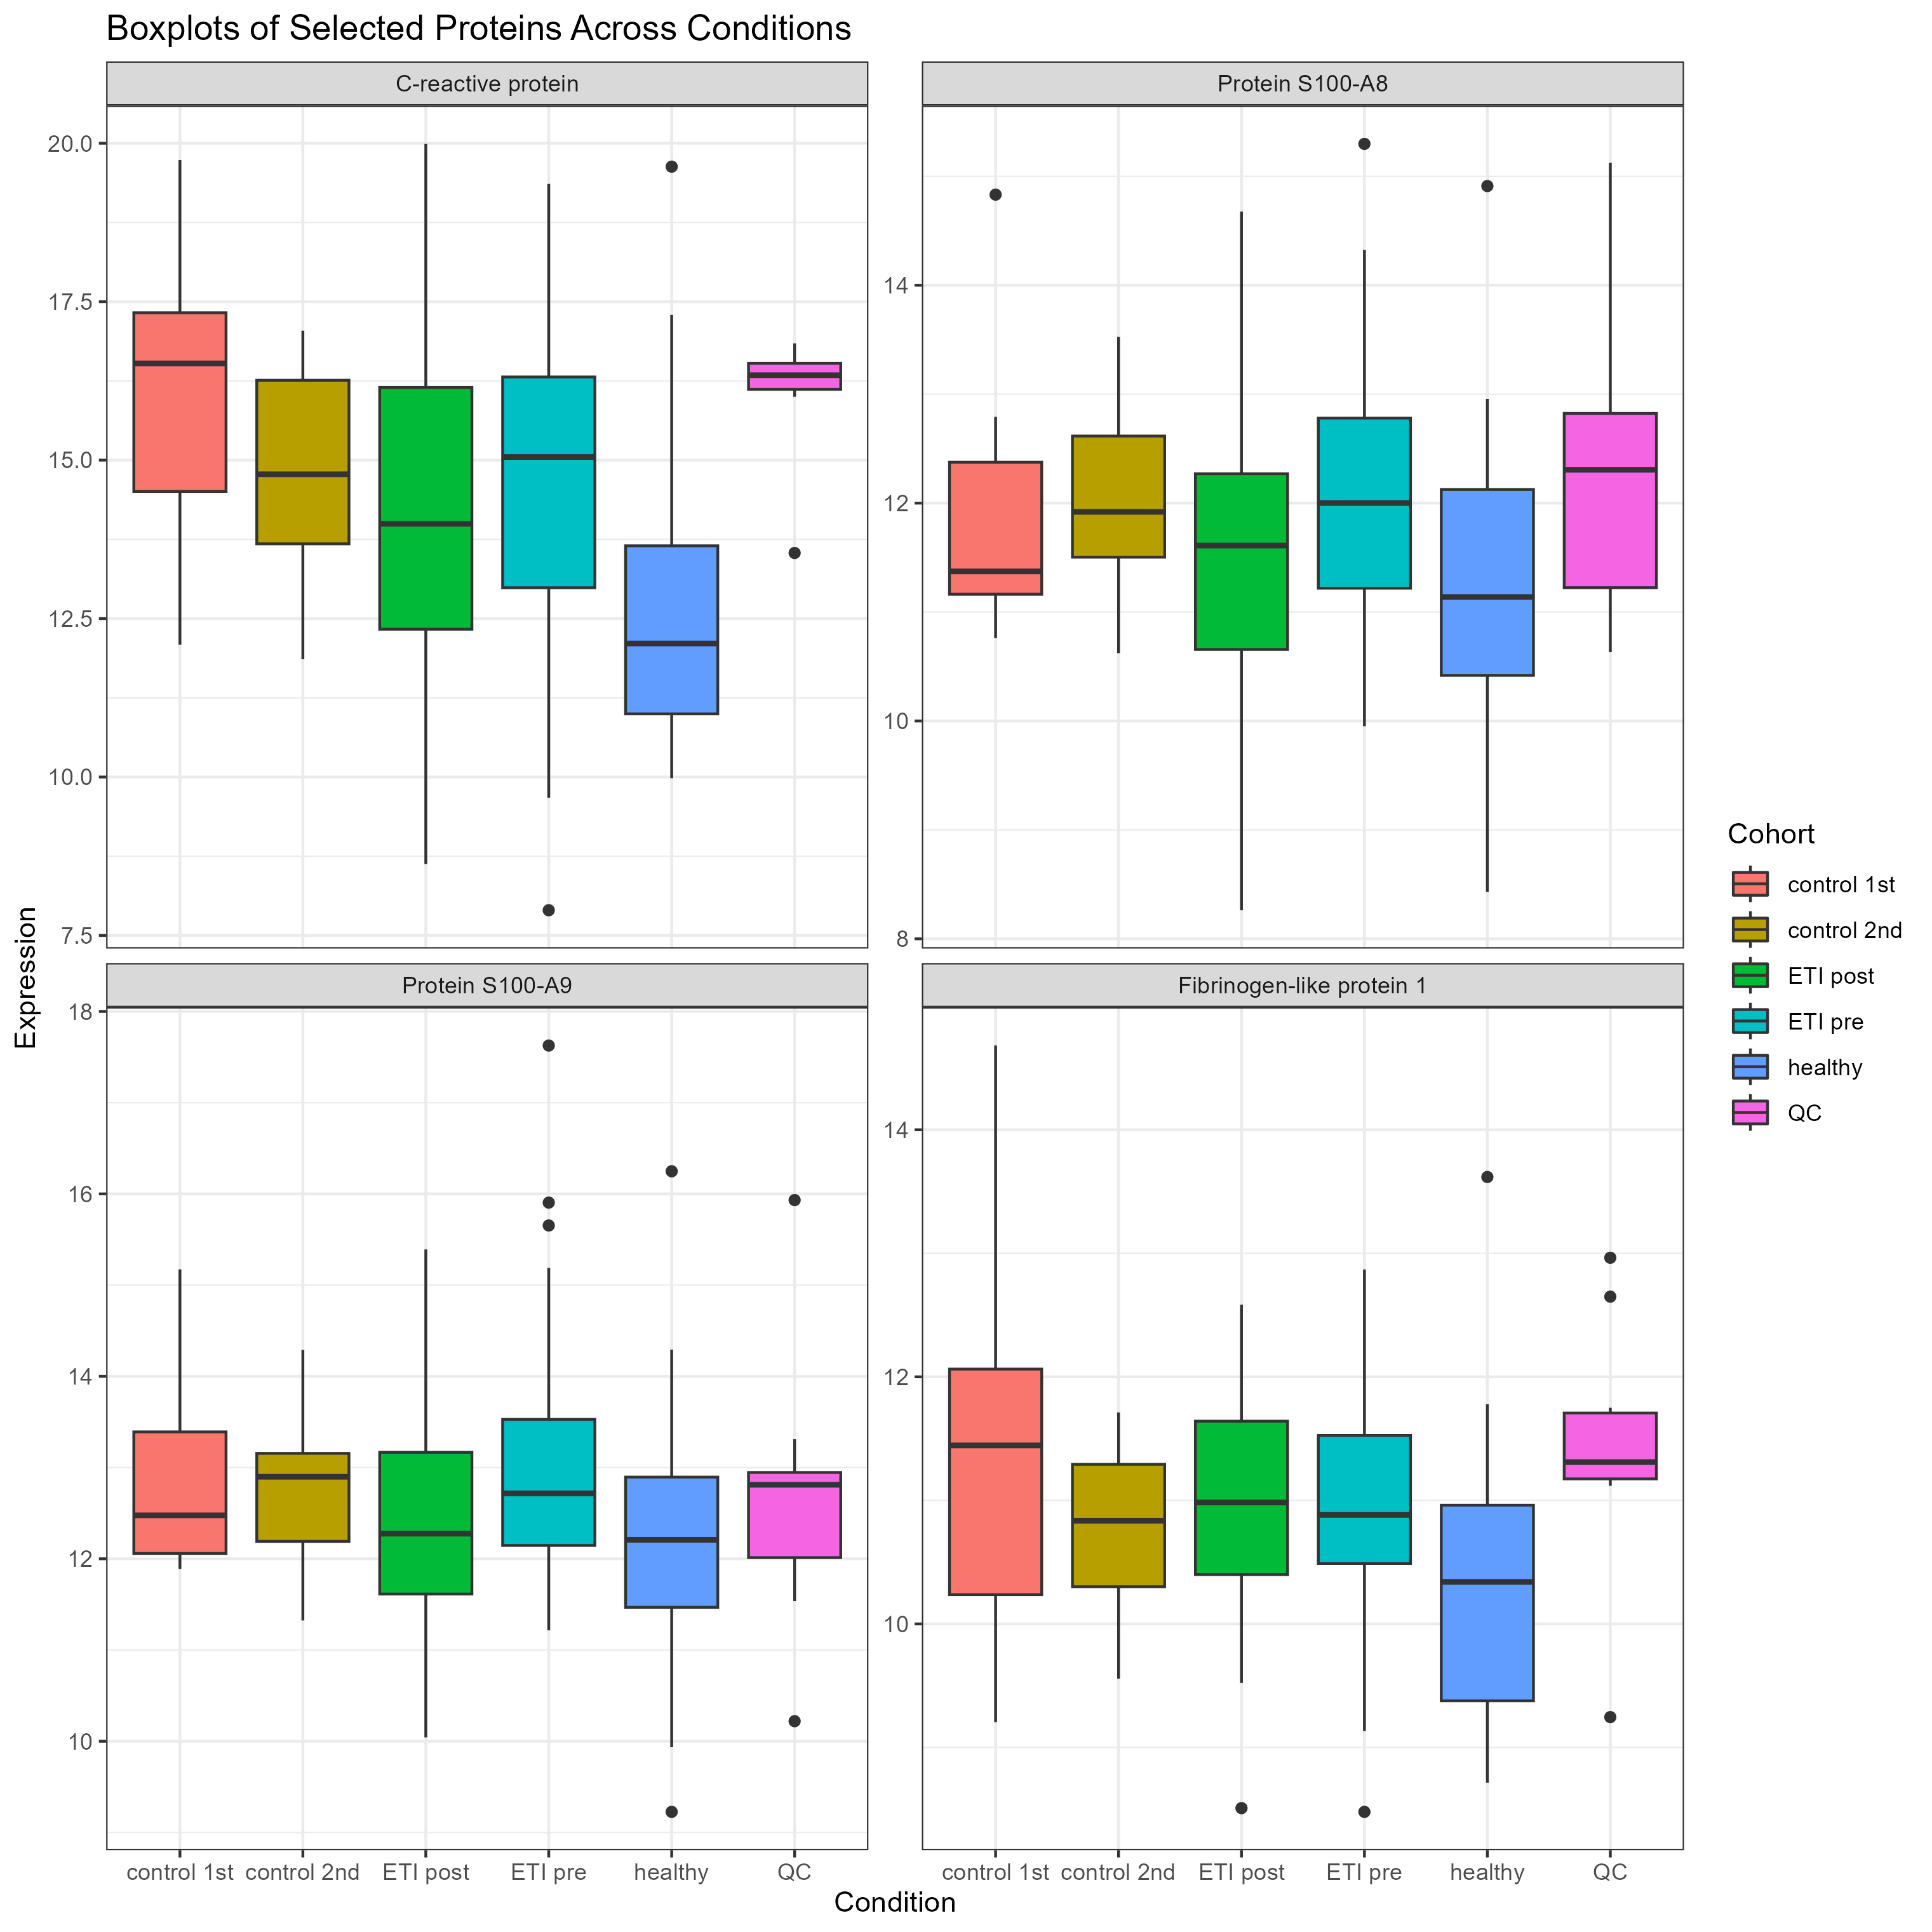 Boxplots of Selected Proteins Across Conditions
C-reactive protein
Protein S100-A8
20.0
17.5
15.0
12.5
10.0
7.5
14
12
10
8
Protein S100-A9
Fibrinogen-like protein 1
18
16
14
12
10
14
12
10
control 1st control 2nd ETI post ETI pre healthy QC
control 1st control 2nd ETI post ETI pre healthy QC
Condition
Expression
Cohort
control 1st
control 2nd
ETI post
ETI pre
healthy
QC